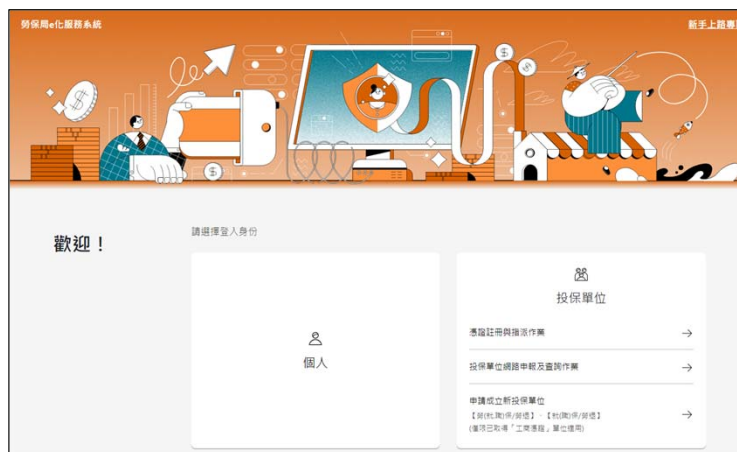 勞保局e化服務系統
新手上路專
歡迎！
請選擇登入身份
個人
投保單位
憑證註冊與指派作業
投保單位網路申報及查詢作業
申請成立新投保單位
【勞(就,職)保/勞退】、【就(職)保/勞退】
(僅限已取得「工商憑證」單位適用)